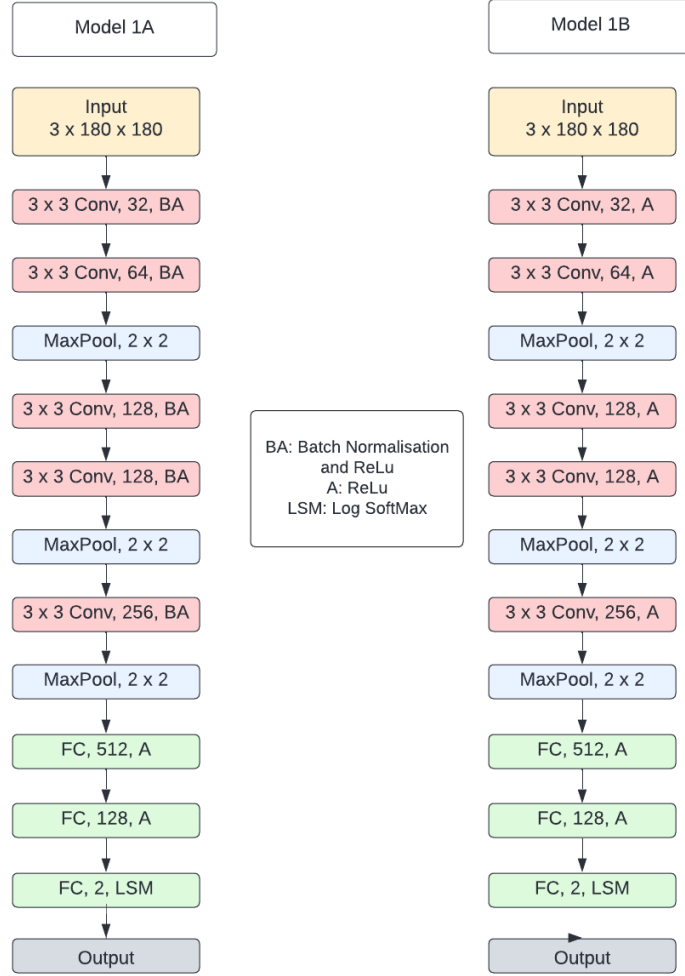 Model 1A
Input
3 x 180 x 180
3 x 3 Conv, 32, BA
3 x 3 Conv, 64, BA
MaxPool, 2 x 2
3 x 3 Conv, 128, BA
3 x 3 Conv, 128, BA
MaxPool, 2 x 2
3 x 3 Conv, 256, BA
MaxPool, 2 x 2
FC, 512, A
FC, 128, A
FC, 2, LSM
Output
BA: Batch Normalisation
and ReLu
A: ReLu
LSM: Log SoftMax
Model 1B
Input
3 x 180 x 180
3 x 3 Conv, 32, A
3 x 3 Conv, 64, A
MaxPool, 2 x 2
3 x 3 Conv, 128, A
3 x 3 Conv, 128, A
MaxPool, 2 x 2
3 x 3 Conv, 256, A
MaxPool, 2 x 2
FC, 512, A
FC, 128, A
FC, 2, LSM
Output